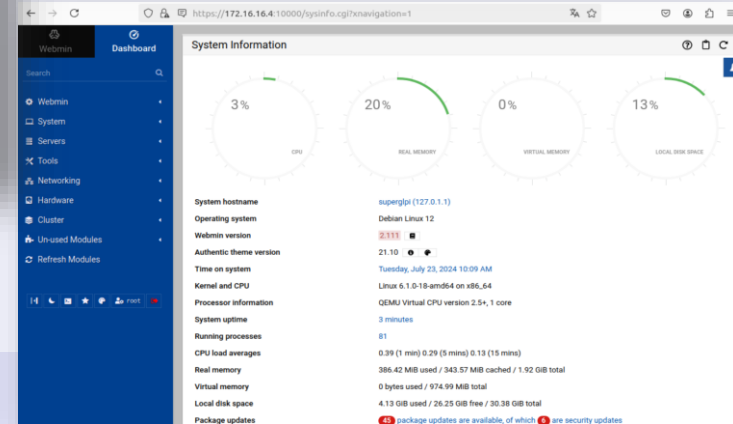 https://172.16.16.4:10000/sysinfo.cgi?xnavigation=1
Webmin
Dashboard
Search
Webmin
System
Servers
Tools
Networking
Hardware
Cluster
Un-used Modules
Refresh Modules
root
System Information
3%
CPU
20%
REAL MEMORY
0%
VIRTUAL MEMORY
13%
LOCAL DISK SPACE
System hostname superglpi (127.0.1.1)
Operating system Debian Linux 12
Webmin version 2.111
Authentic theme version 21.10
Time on system Tuesday, July 23, 2024 10:09 AM
Kernel and CPU Linux 6.1.0-18-amd64 on x86_64
Processor information QEMU Virtual CPU version 2.5+, 1 core
System uptime 3 minutes
Running processes 81
CPU load averages 0.39 (1 min) 0.29 (5 mins) 0.13 (15 mins)
Real memory 386.42 MiB used / 343.57 MiB cached / 1.92 GiB total
Virtual memory 0 bytes used / 974.99 MiB total
Local disk space 4.13 GiB used / 26.25 GiB free / 30.38 GiB total
Package updates 45 package updates are available, of which 6 are security updates